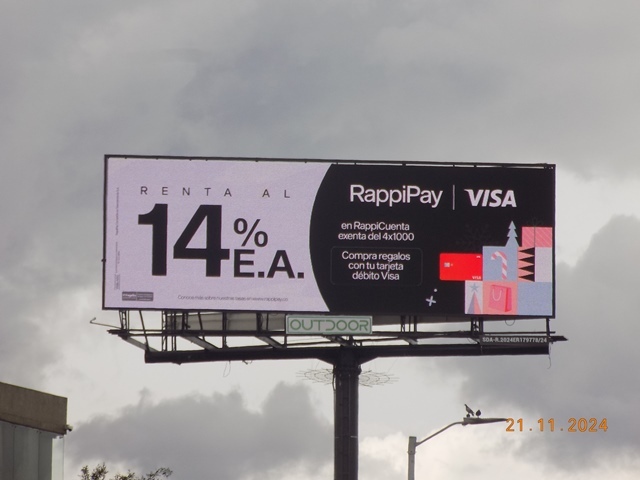 RENTA AL
14%
E.A.
RappiPay | VISA
en RappiCuenta
exenta del 4x1000
Compra regalos
con tu tarjeta
débito Visa
OUTDOOR
21.11.2024